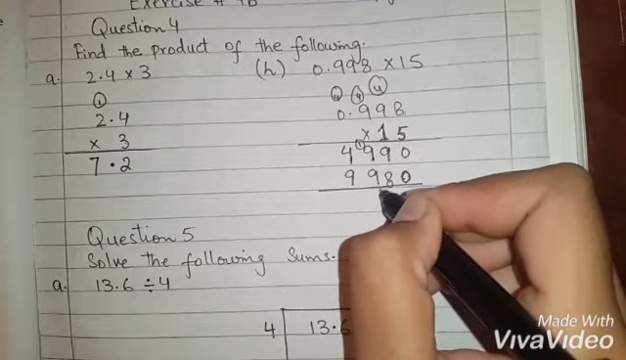 Exercise # 4B
Question 4
Find the product of the following.
a. 2.4 × 3 (h) 0.998 × 15
1
2.4 0.998
× 3 × 15
7.2 4990
9980
Question 5
Solve the following Sums.
a. 13.6 ÷ 4
4 13.6
Made With
VivaVideo